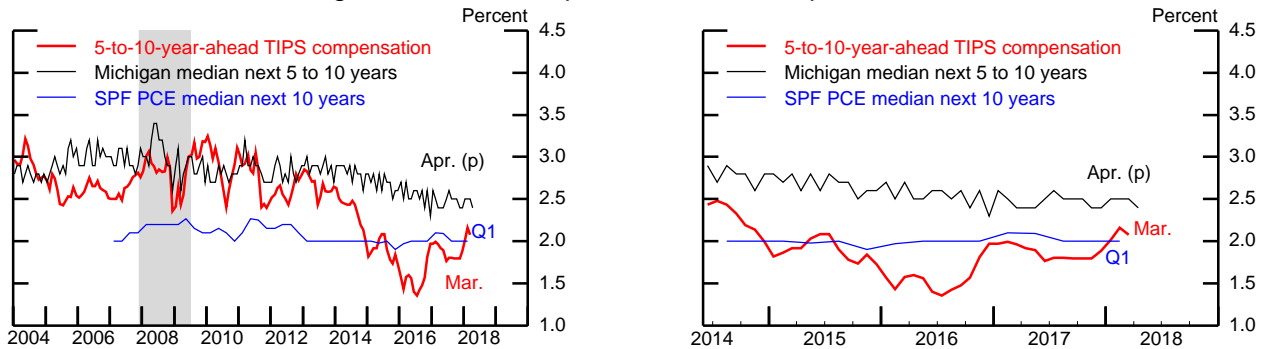 Percent
4.5
5-to-10-year-ahead TIPS compensation
Michigan median next 5 to 10 years
4.0
SPF PCE median next 10 years
3.5
Apr. (p)
3.0
2.5
Q1
2.0
Mar.
1.5
1.0
2004 2006 2008 2010 2012 2014 2016 2018
Percent
4.5
5-to-10-year-ahead TIPS compensation
Michigan median next 5 to 10 years
4.0
SPF PCE median next 10 years
3.5
3.0
Apr. (p)
2.5
Mar.
2.0
Q1
1.5
1.0
2014 2015 2016 2017 2018